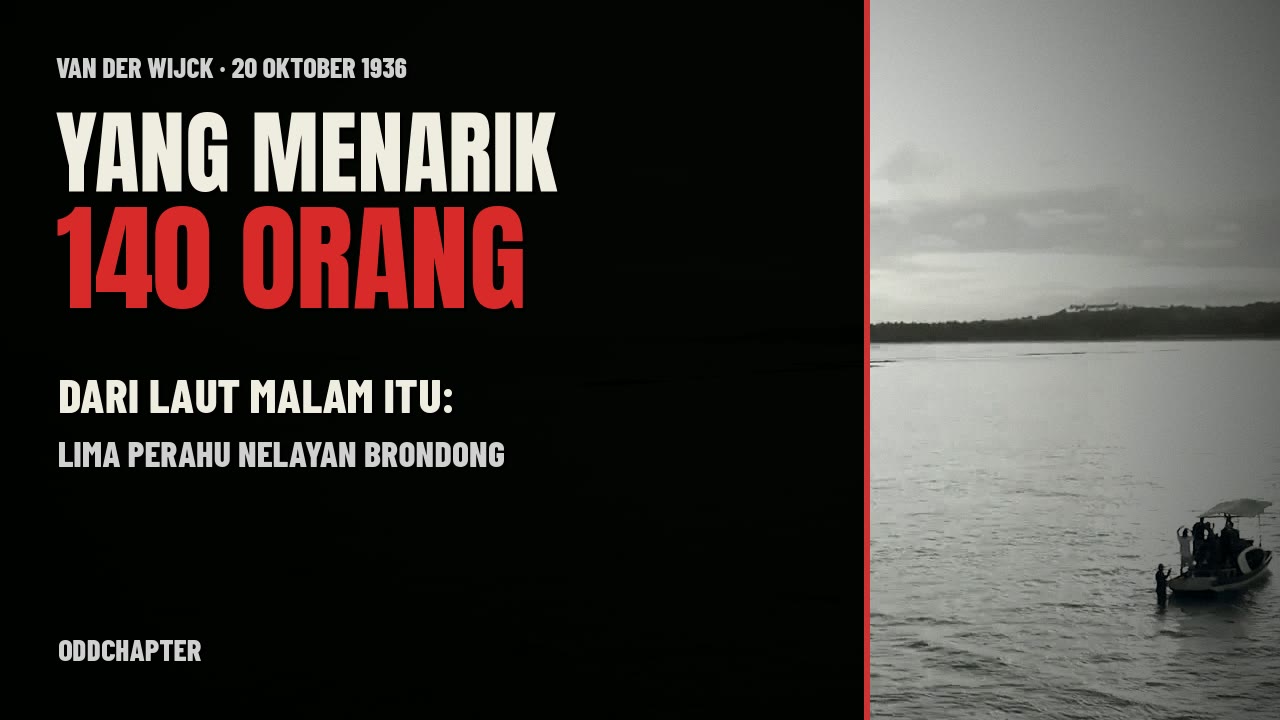 VAN DER WIJCK · 20 OKTOBER 1936
YANG MENARIK
140 ORANG
DARI LAUT MALAM ITU:
LIMA PERAHU NELAYAN BRONDONG
ODDCHAPTER